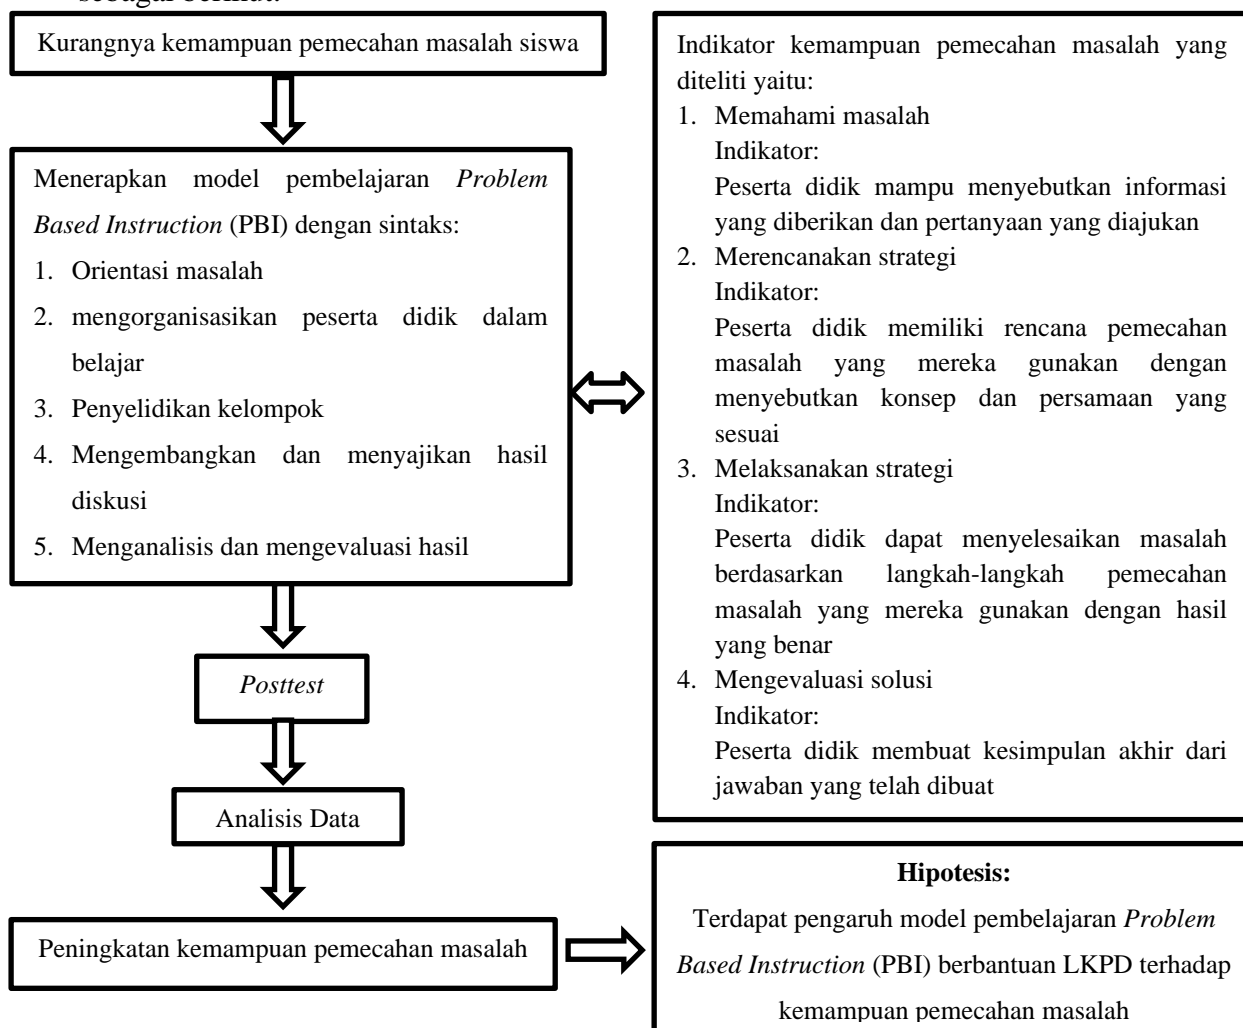 sebagai berikut:
Kurangnya kemampuan pemecahan masalah siswa
Menerapkan model pembelajaran Problem
Based Instruction (PBI) dengan sintaks:
1. Orientasi masalah
2. mengorganisasikan peserta didik dalam
belajar
3. Penyelidikan kelompok
4. Mengembangkan dan menyajikan hasil
diskusi
5. Menganalisis dan mengevaluasi hasil
Posttest
Analisis Data
Peningkatan kemampuan pemecahan masalah
Indikator kemampuan pemecahan masalah yang
diteliti yaitu:
1. Memahami masalah
Indikator:
Peserta didik mampu menyebutkan informasi
yang diberikan dan pertanyaan yang diajukan
2. Merencanakan strategi
Indikator:
Peserta didik memiliki rencana pemecahan
masalah yang mereka gunakan dengan
menyebutkan konsep dan persamaan yang
sesuai
3. Melaksanakan strategi
Indikator:
Peserta didik dapat menyelesaikan masalah
berdasarkan langkah-langkah pemecahan
masalah yang mereka gunakan dengan hasil
yang benar
4. Mengevaluasi solusi
Indikator:
Peserta didik membuat kesimpulan akhir dari
jawaban yang telah dibuat
Hipotesis:
Terdapat pengaruh model pembelajaran Problem
Based Instruction (PBI) berbantuan LKPD terhadap
kemampuan pemecahan masalah